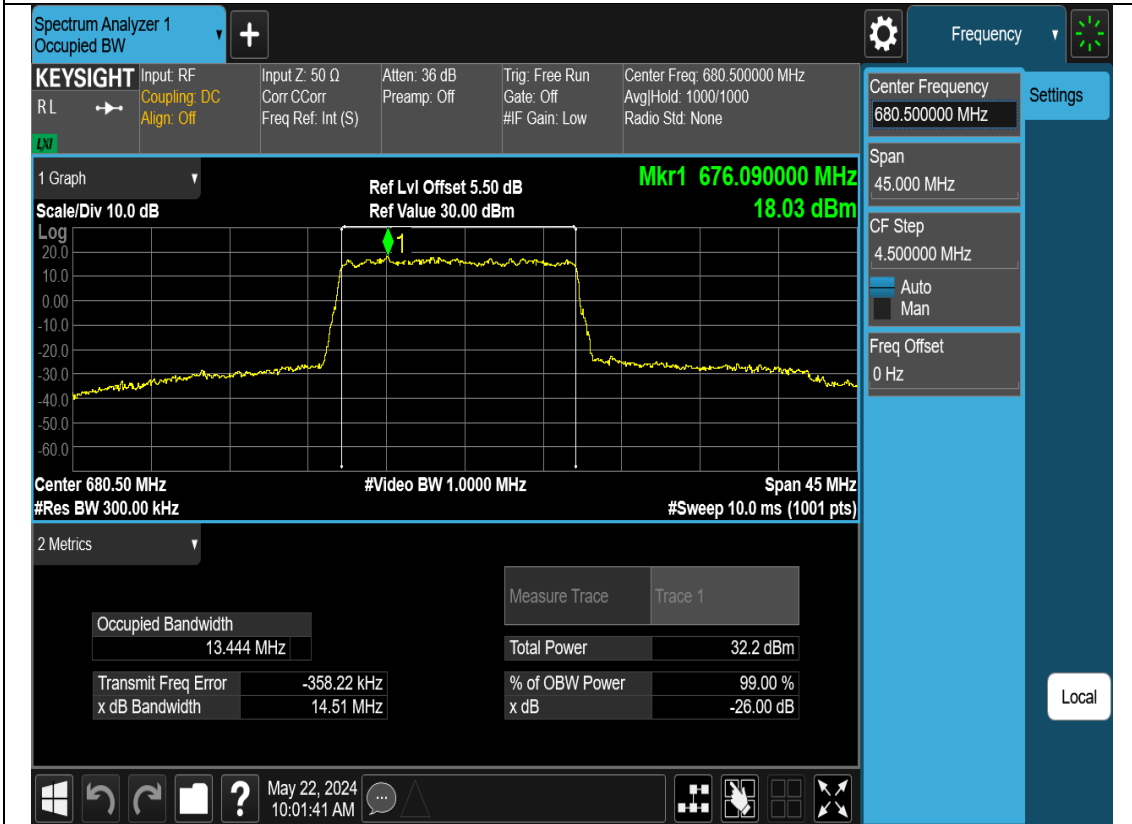 Spectrum Analyzer 1
Occupied BW
Frequency
KEYSIGHT
R L
LXI
Input: RF
Coupling: DC
Align: Off
Input Z: 50 Ω
Corr CCorr
Freq Ref: Int (S)
Atten: 36 dB
Preamp: Off
Trig: Free Run
Gate: Off
#IF Gain: Low
Center Freq: 680.500000 MHz
Avg|Hold: 1000/1000
Radio Std: None
Center Frequency
680.500000 MHz
Settings
Span
45.000 MHz
CF Step
4.500000 MHz
Auto
Man
Freq Offset
0 Hz
Local
1 Graph
Scale/Div 10.0 dB
Ref Lvl Offset 5.50 dB
Ref Value 30.00 dBm
Mkr1 676.090000 MHz
18.03 dBm
Log
1
20.0
10.0
0.00
-10.0
-20.0
-30.0
-40.0
-50.0
-60.0
Center 680.50 MHz
#Video BW 1.0000 MHz
Span 45 MHz
#Res BW 300.00 kHz
#Sweep 10.0 ms (1001 pts)
2 Metrics
Measure Trace Trace 1
Occupied Bandwidth
13.444 MHz
Total Power 32.2 dBm
Transmit Freq Error -358.22 kHz
% of OBW Power 99.00 %
x dB Bandwidth 14.51 MHz
x dB -26.00 dB
?
May 22, 2024
10:01:41 AM